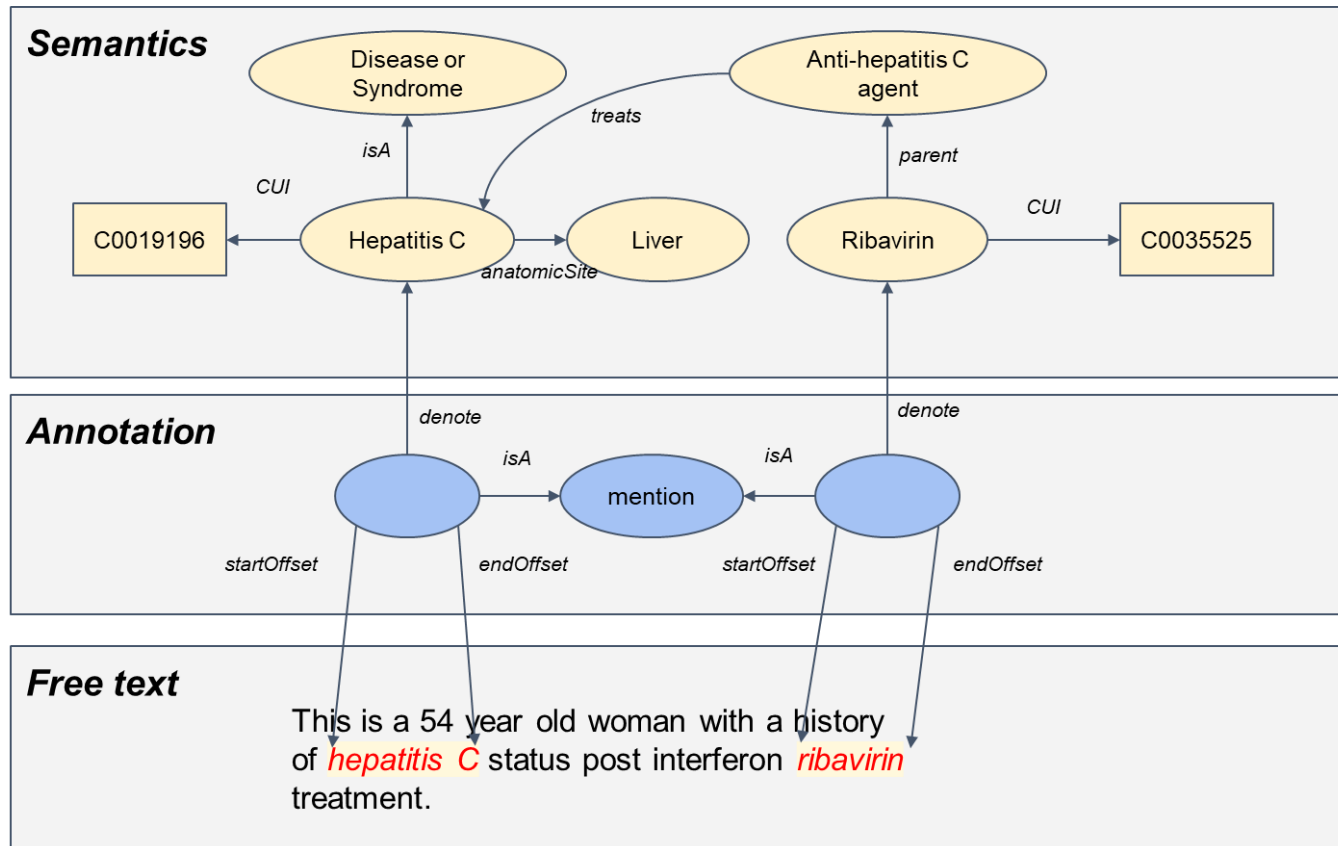 Semantics
Disease or
Syndrome
Anti-hepatitis C
agent
treats
isA
parent
CUI
CUI
C0019196
Hepatitis C
Liver
Ribavirin
C0035525
anatomicSite
Annotation
denote
denote
isA
isA
mention
startOffset
endOffset
startOffset
endOffset
Free text
This is a 54 year old woman with a history
of hepatitis C status post interferon ribavirin
treatment.